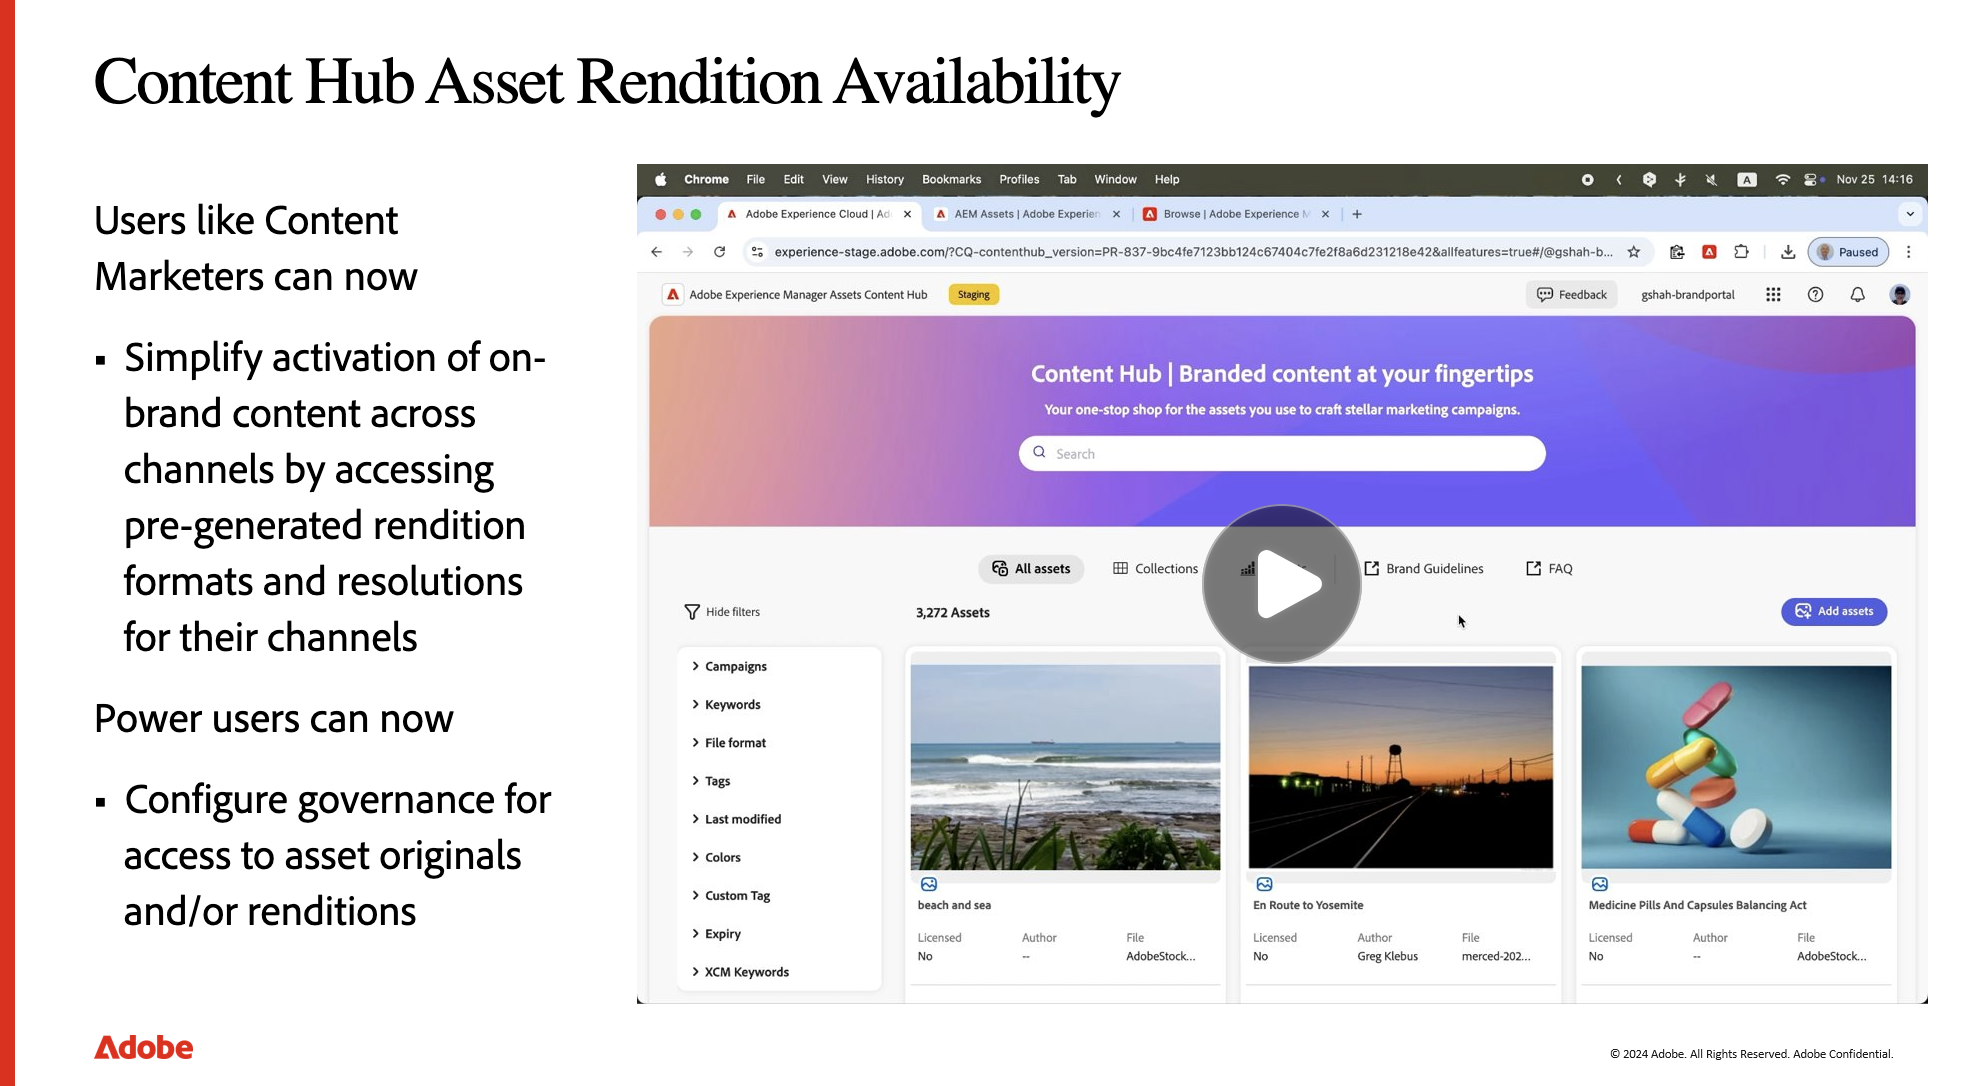 Content Hub Asset Rendition Availability
Users like Content
Marketers can now
▪ Simplify activation of on-
brand content across
channels by accessing
pre-generated rendition
formats and resolutions
for their channels
Power users can now
▪ Configure governance for
access to asset originals
and/or renditions
Chrome File Edit View History Bookmarks Profiles Tab Window Help A Nov 25 14:16
Adobe Experience Cloud | Ad AEM Assets | Adobe Experien Browse | Adobe Experience M
experience-stage.adobe.com/?CQ-contenthub_version=PR-837-9bc4fe7123bb124c67404c7fe2f8a6d231218e42&allfeatures=true#/@gshah-b... Paused
Adobe Experience Manager Assets Content Hub Staging Feedback gshah-brandportal
Content Hub | Branded content at your fingertips
Your one-stop shop for the assets you use to craft stellar marketing campaigns.
Search
All assets Collections Brand Guidelines FAQ
Hide filters 3,272 Assets Add assets
Campaigns
Keywords
File format
Tags
Last modified
Colors
Custom Tag
Expiry
XCM Keywords
beach and sea
Licensed Author File
No -- AdobeStock...
En Route to Yosemite
Licensed Author File
No Greg Klebus merced-202...
Medicine Pills And Capsules Balancing Act
Licensed Author File
No -- AdobeStock...
Adobe
© 2024 Adobe. All Rights Reserved. Adobe Confidential.